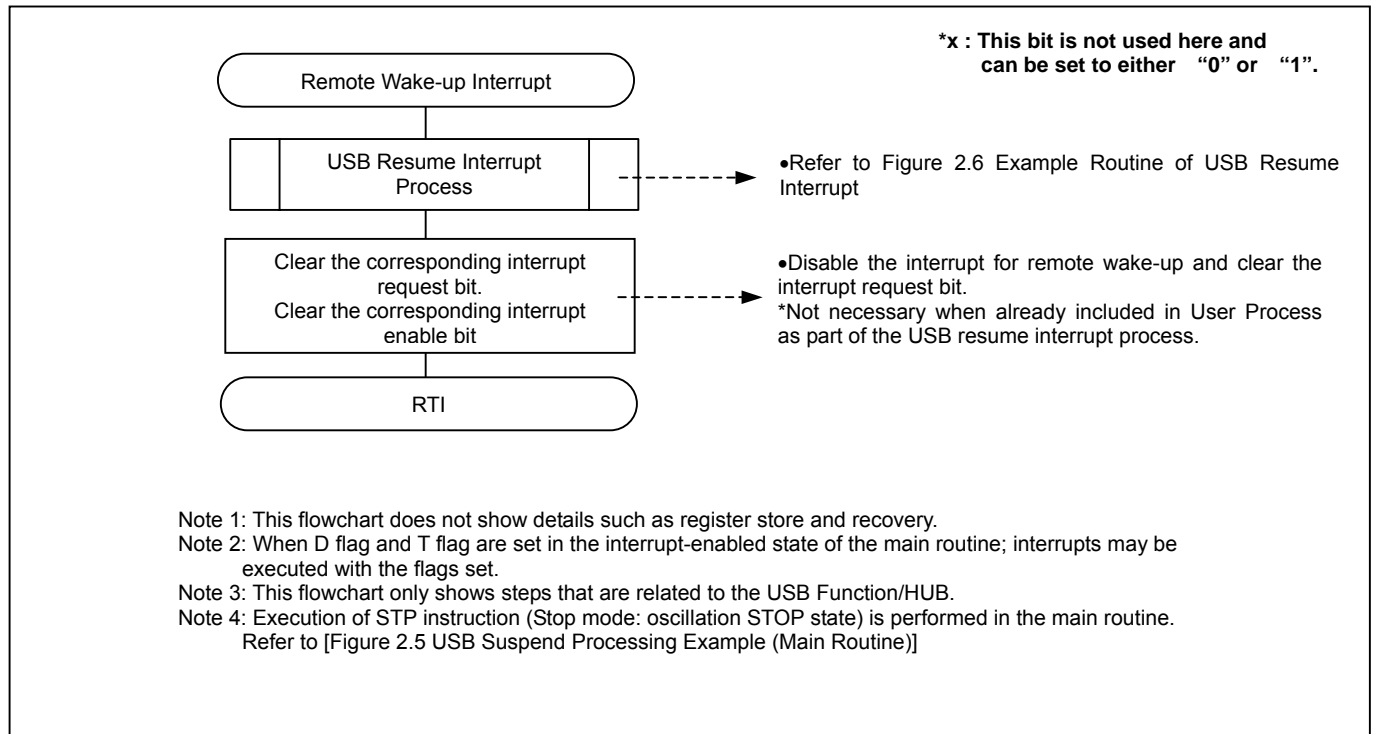 *x : This bit is not used here and
can be set to either “0” or “1”.
Remote Wake-up Interrupt
USB Resume Interrupt
Process
•Refer to Figure 2.6 Example Routine of USB Resume
Interrupt
Clear the corresponding interrupt
request bit.
Clear the corresponding interrupt
enable bit
•Disable the interrupt for remote wake-up and clear the
interrupt request bit.
*Not necessary when already included in User Process
as part of the USB resume interrupt process.
RTI
Note 1: This flowchart does not show details such as register store and recovery.
Note 2: When D flag and T flag are set in the interrupt-enabled state of the main routine; interrupts may be
executed with the flags set.
Note 3: This flowchart only shows steps that are related to the USB Function/HUB.
Note 4: Execution of STP instruction (Stop mode: oscillation STOP state) is performed in the main routine.
Refer to [Figure 2.5 USB Suspend Processing Example (Main Routine)]